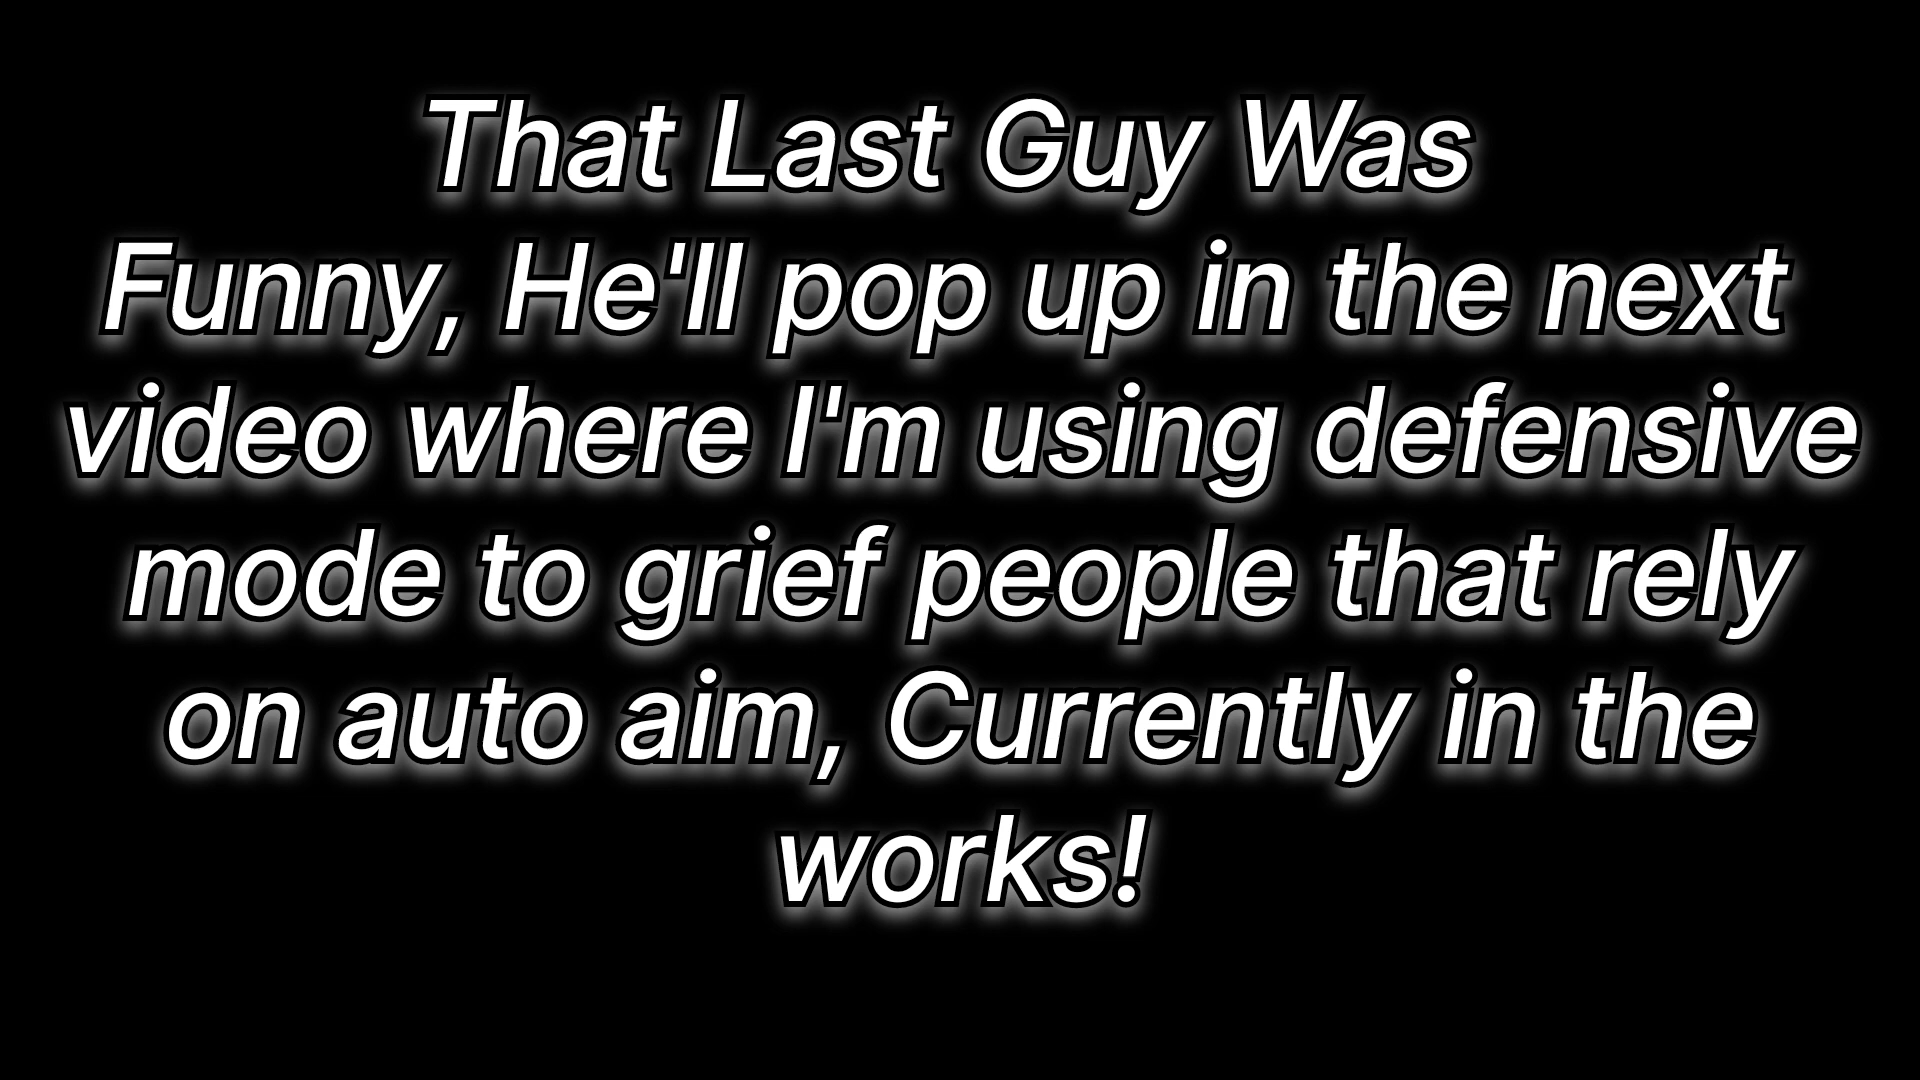 That Last Guy Was
Funny, He'll pop up in the next
video where I'm using defensive
mode to grief people that rely
on auto aim, Currently in the
works!